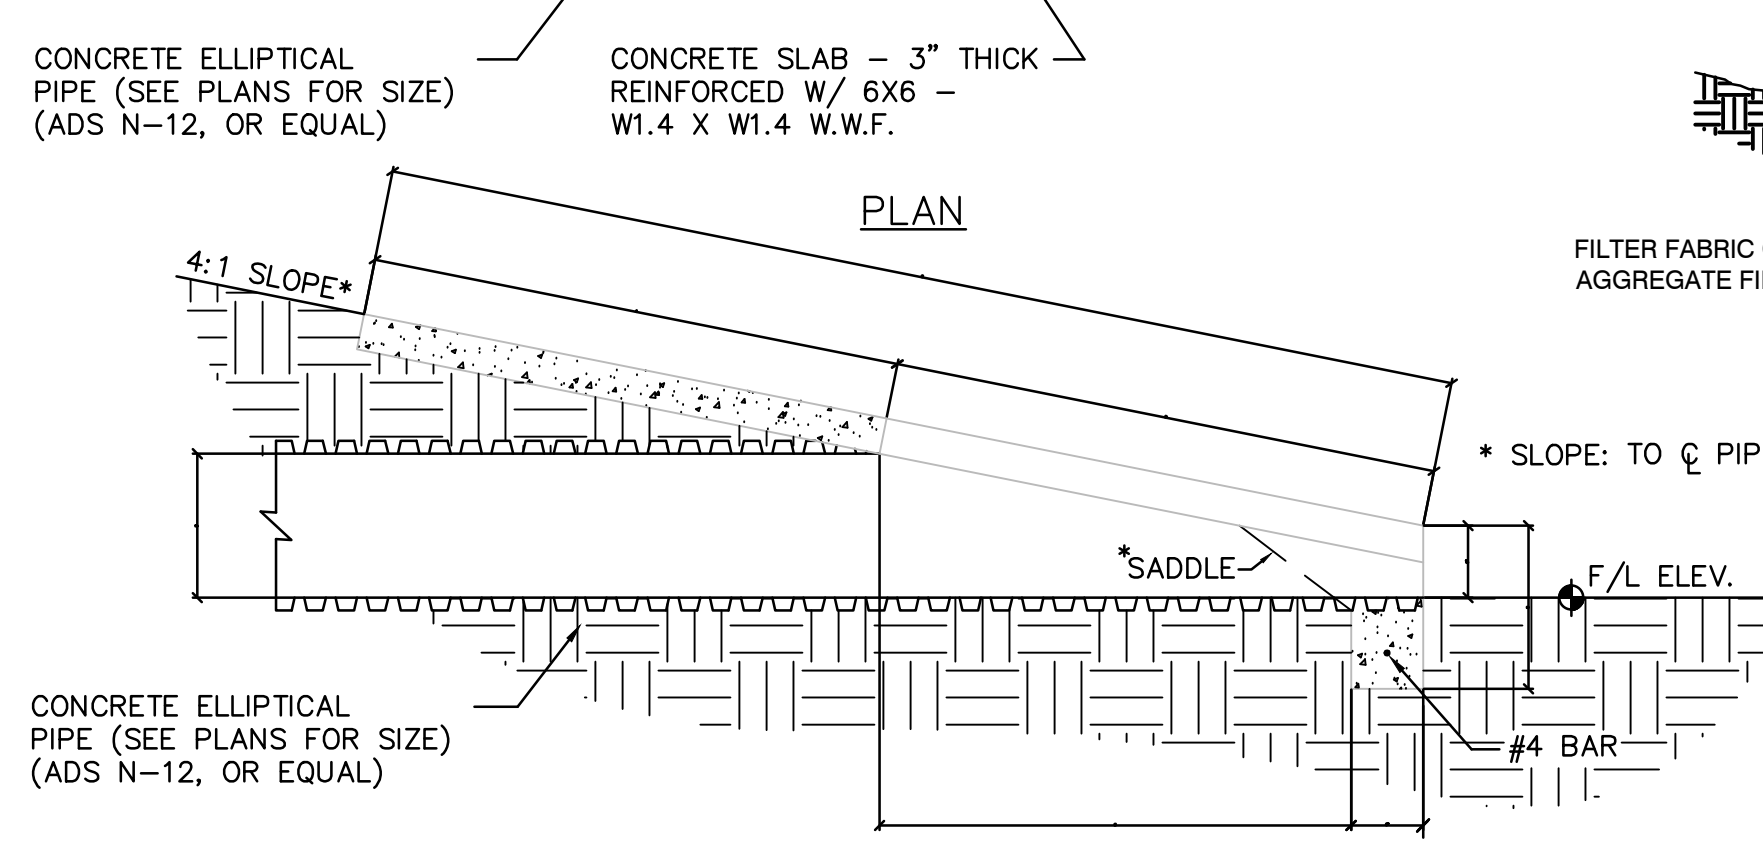 CONCRETE ELLIPTICAL
PIPE (SEE PLANS FOR SIZE)
(ADS N-12, OR EQUAL)
CONCRETE SLAB - 3" THICK
REINFORCED W/ 6X6 -
W1.4 X W1.4 W.W.F.
PLAN
FILTER FABRIC
AGGREGATE FI
4:1 SLOPE*
* SLOPE: TO ℄ PIP
*SADDLE
F/L ELEV.
CONCRETE ELLIPTICAL
PIPE (SEE PLANS FOR SIZE)
(ADS N-12, OR EQUAL)
#4 BAR